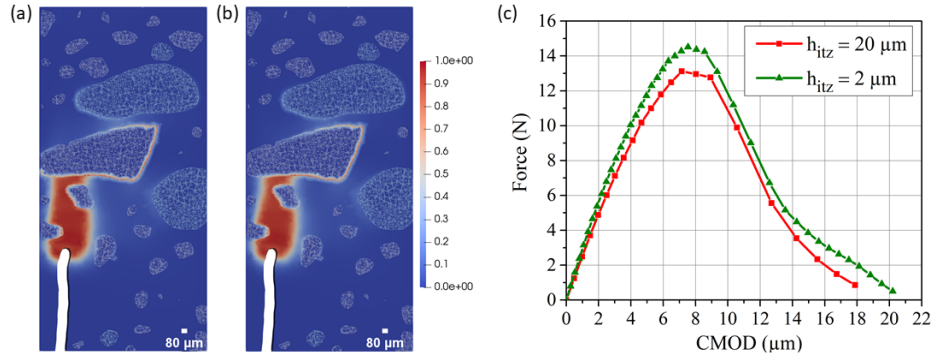 (a)
(b)
(c)
1.0e+00
0.9
0.8
0.7
0.6
0.5
0.4
0.3
0.2
0.1
0.0e+00
80 µm
80 µm
16
14
12
10
8
6
4
2
0
Force (N)
h_itz = 20 µm
h_itz = 2 µm
0 2 4 6 8 10 12 14 16 18 20 22
CMOD (µm)